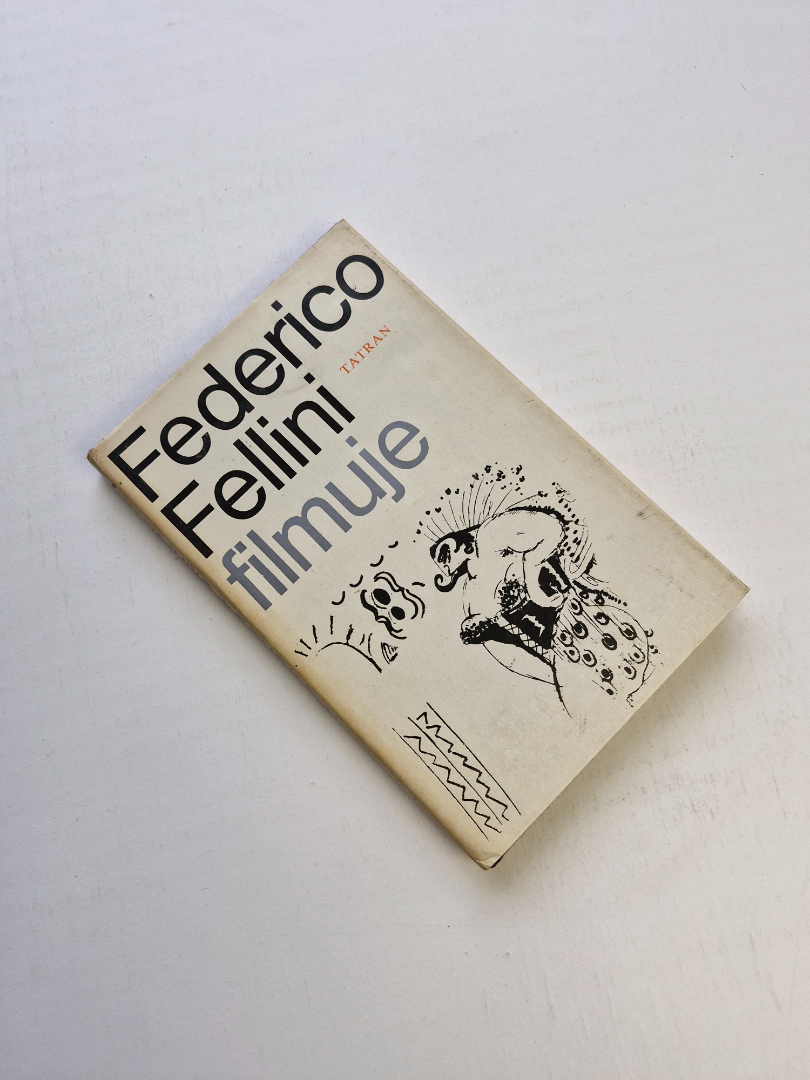 Federico
Fellini
filmuje
TATRAN